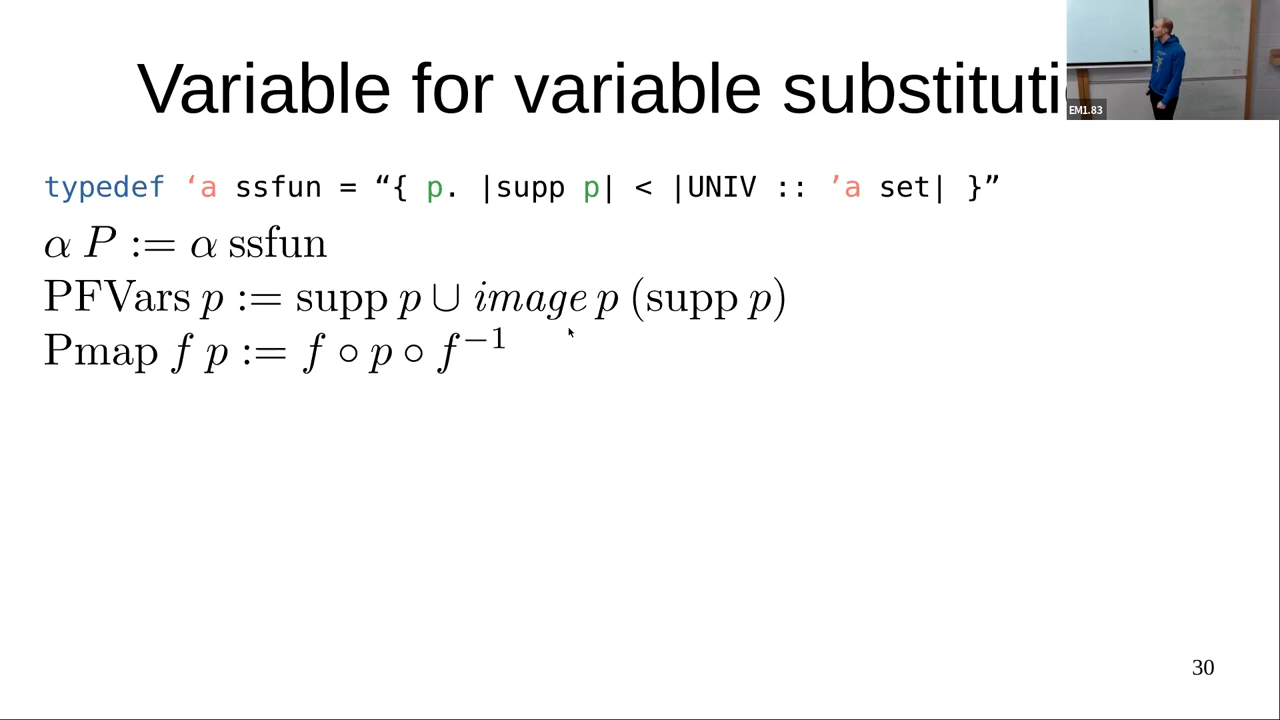 Variable for variable substituti
EM1.83
typedef ‘a ssfun = “{ p. |supp p| < |UNIV :: ’a set| }”
α P := α ssfun
PFVars p := supp p ∪ image p (supp p)
Pmap f p := f ∘ p ∘ f⁻¹
30